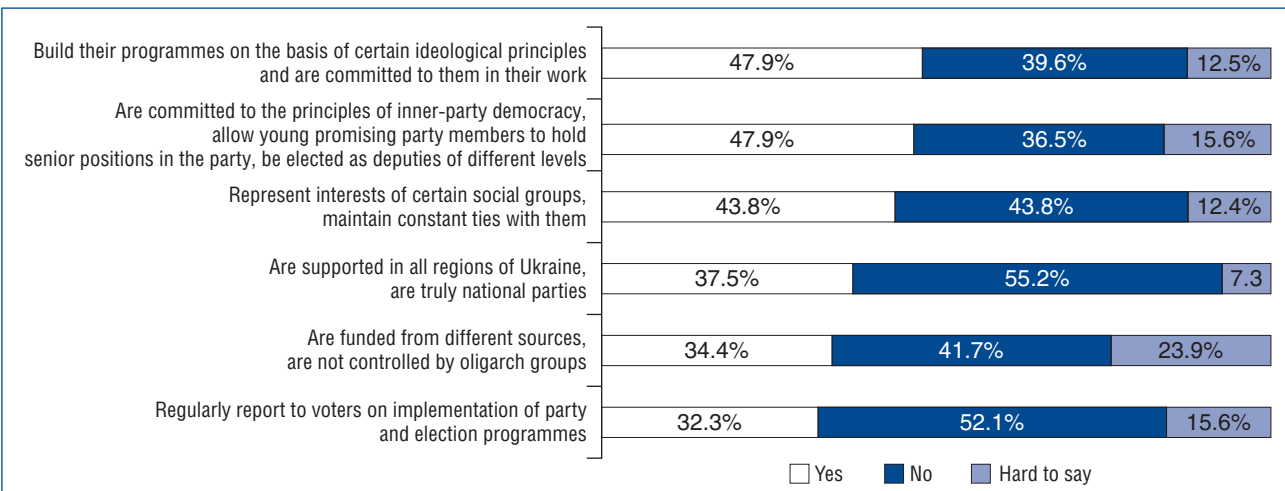 Build their programmes on the basis of certain ideological principles
and are committed to them in their work
47.9% 39.6% 12.5%
Are committed to the principles of inner-party democracy,
allow young promising party members to hold
senior positions in the party, be elected as deputies of different levels
47.9% 36.5% 15.6%
Represent interests of certain social groups,
maintain constant ties with them
43.8% 43.8% 12.4%
Are supported in all regions of Ukraine,
are truly national parties
37.5% 55.2% 7.3
Are funded from different sources,
are not controlled by oligarch groups
34.4% 41.7% 23.9%
Regularly report to voters on implementation of party
and election programmes
32.3% 52.1% 15.6%
Yes No Hard to say